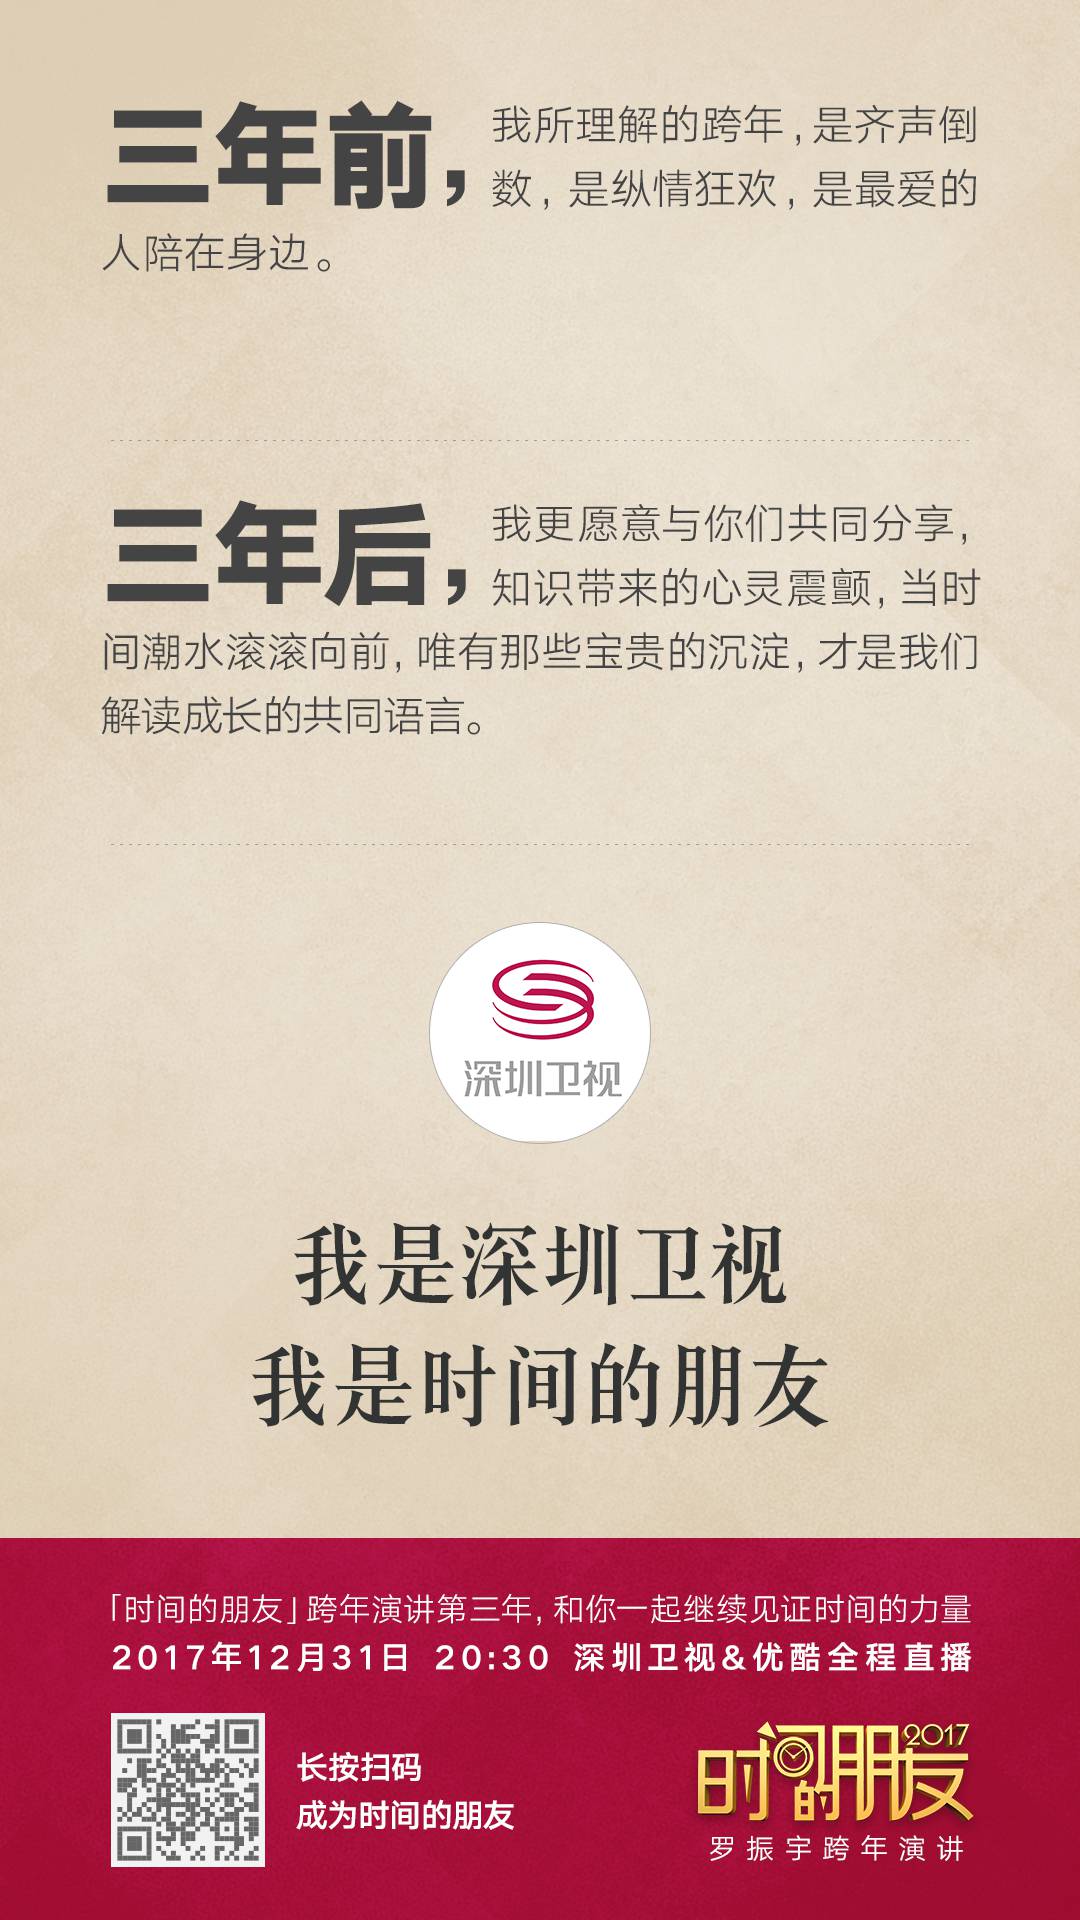 三年前，我所理解的跨年，是齐声倒
数，是纵情狂欢，是最爱的
人陪在身边。
三年后，我更愿意与你们共同分享，
知识带来的心灵震颤，当时
间潮水滚滚向前，唯有那些宝贵的沉淀，才是我们
解读成长的共同语言。
深圳卫视
我是深圳卫视
我是时间的朋友
「时间的朋友」跨年演讲第三年，和你一起继续见证时间的力量
2017年12月31日 20:30 深圳卫视&优酷全程直播
长按扫码
成为时间的朋友
时间的朋友2017
罗振宇跨年演讲